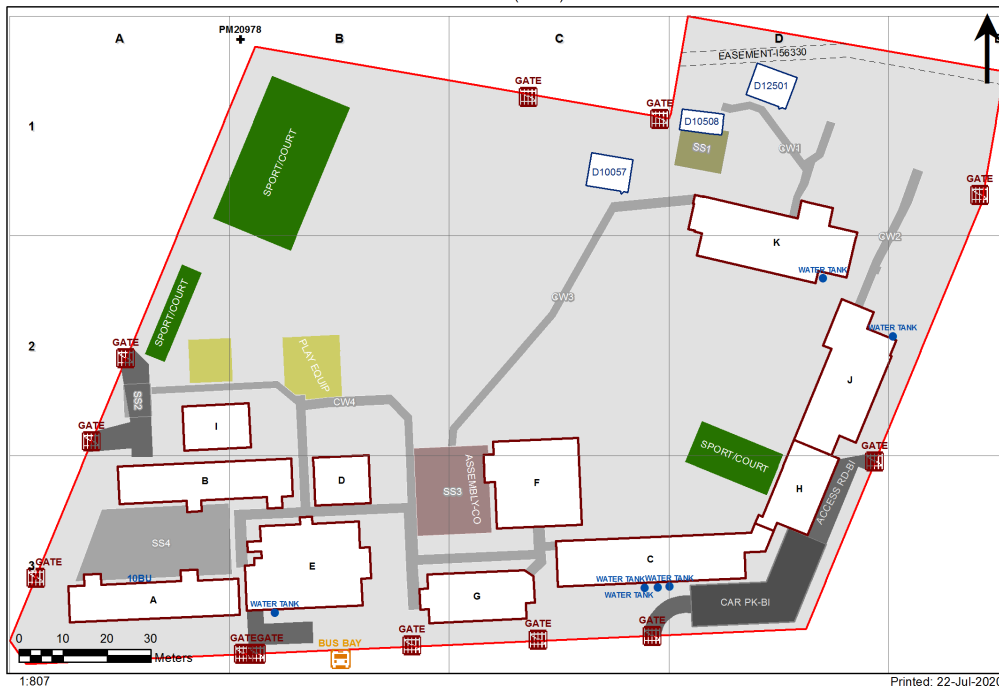 A
PM20978
B
C
D
EASEMENT-I56330
D12501
GATE
GATE
1
SPORT/COURT
D10508
SS1
CW1
D10057
GATE
K
CW2
WATER TANK
SPORT/COURT
CW3
WATER TANK
GATE
2
PLAY EQUIP
J
SS2
CW4
I
GATE
SPORT/COURT
GATE
B
D
SS3
ASSEMBLY-CO
F
H
ACCESS RD-BI
SS4
3
GATE
10BU
E
C
WATER TANK
WATER TANK
WATER TANK
A
G
CAR PK-BI
WATER TANK
GATE
GATE
BUS BAY
GATE
GATE
GATE
0 10 20 30
Meters
1:807
Printed: 22-Jul-2020